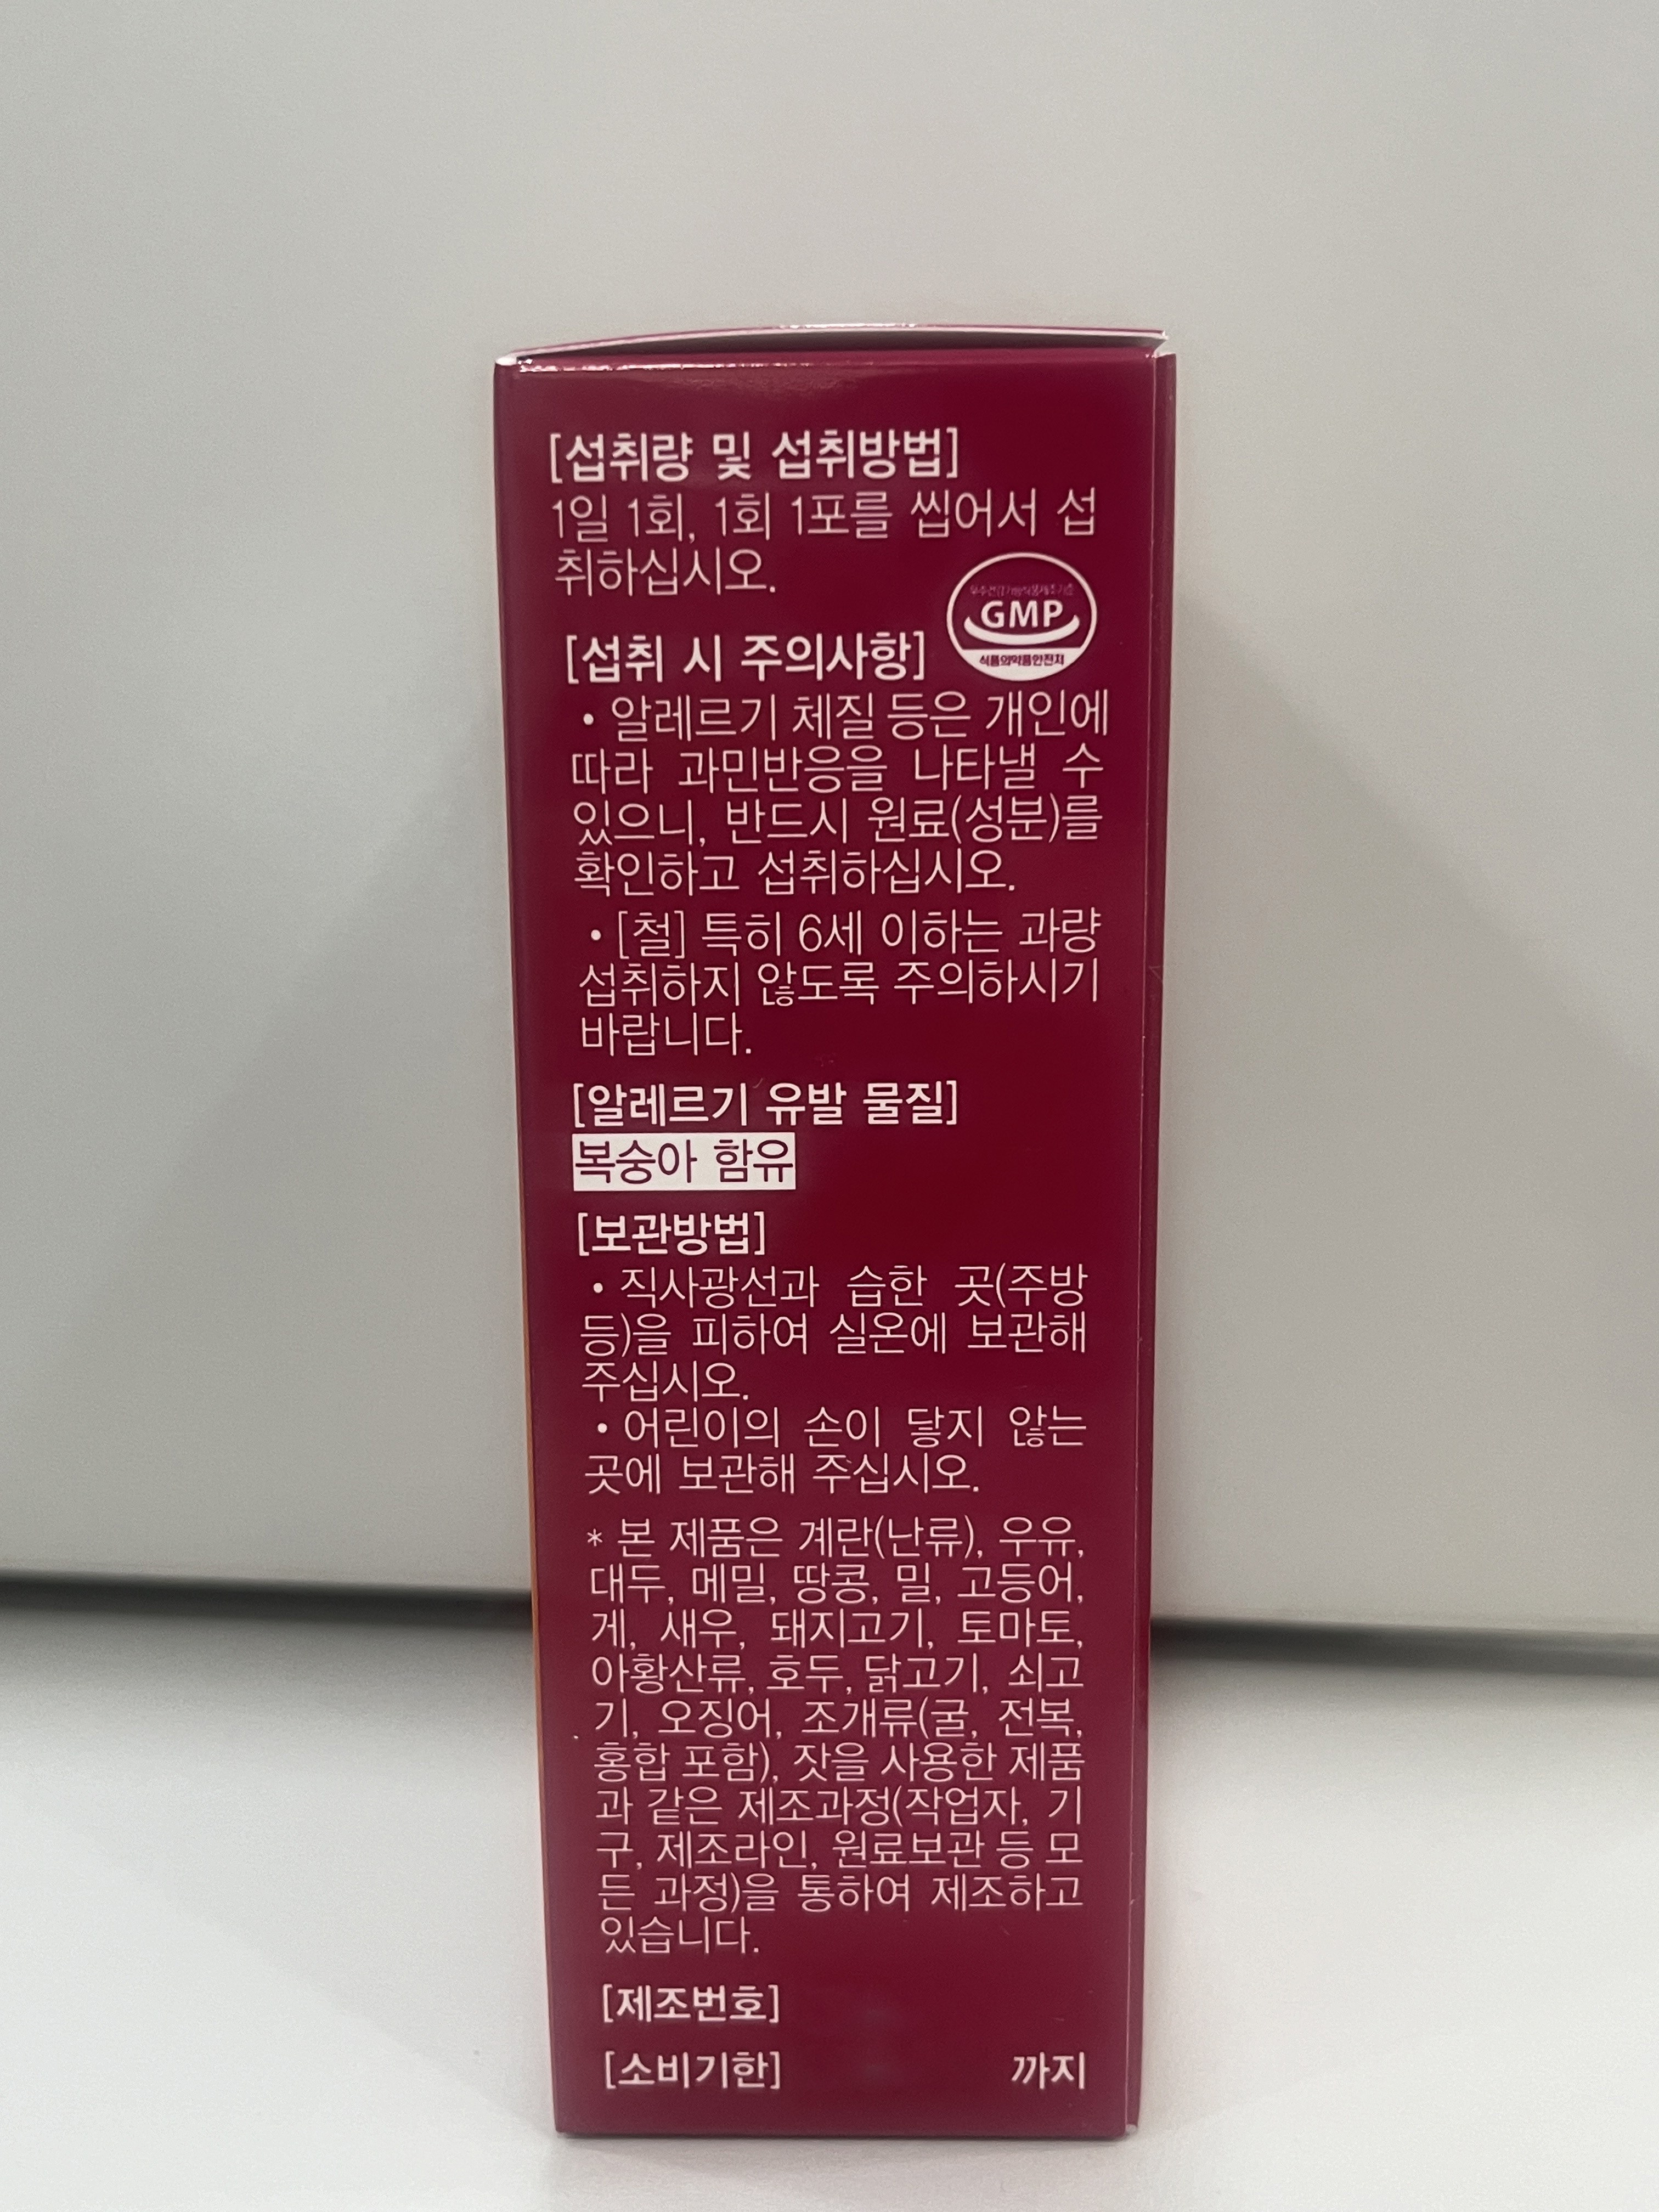 [섭취량 및 섭취방법]
1일 1회, 1회 1포를 씹어서 섭
취하십시오.
우수건강기능식품제조기준
GMP
식품의약품안전처
[섭취 시 주의사항]
• 알레르기 체질 등은 개인에
따라 과민반응을 나타낼 수
있으니, 반드시 원료(성분)를
확인하고 섭취하십시오.
• [철] 특히 6세 이하는 과량
섭취하지 않도록 주의하시기
바랍니다.
[알레르기 유발 물질]
복숭아 함유
[보관방법]
• 직사광선과 습한 곳(주방
등)을 피하여 실온에 보관해
주십시오.
• 어린이의 손이 닿지 않는
곳에 보관해 주십시오.
* 본 제품은 계란(난류), 우유,
대두, 메밀, 땅콩, 밀, 고등어,
게, 새우, 돼지고기, 토마토,
아황산류, 호두, 닭고기, 쇠고
기, 오징어, 조개류(굴, 전복,
홍합 포함), 잣을 사용한 제품
과 같은 제조과정(작업자, 기
구, 제조라인, 원료보관 등 모
든 과정)을 통하여 제조하고
있습니다.
[제조번호]
[소비기한] 까지